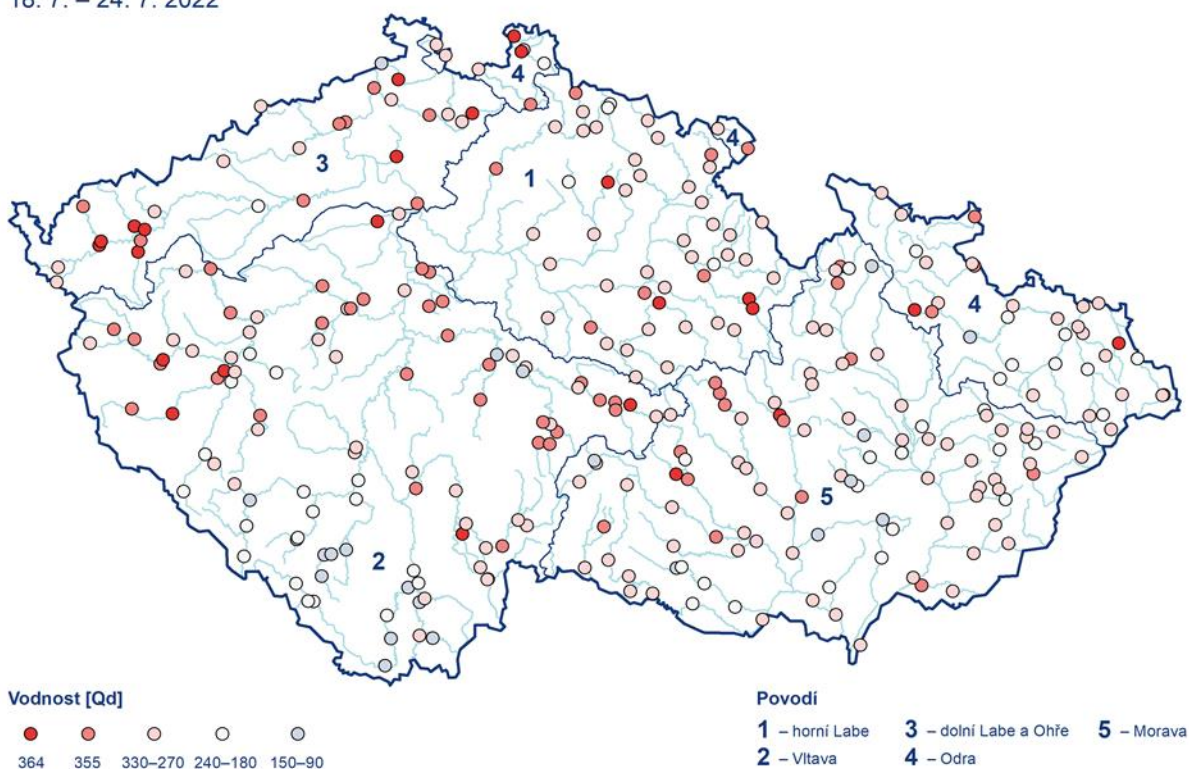 18. 7. – 24. 7. 2022
4
4
3
1
4
5
2
Vodnost [Qd]
364 355 330–270 240–180 150–90
Povodí
1 – horní Labe 3 – dolní Labe a Ohře 5 – Morava
2 – Vltava 4 – Odra